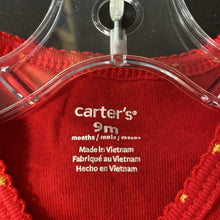 carter's®
9m
months / mois / meses
Made in Vietnam
Fabriqué au Vietnam
Hecho en Vietnam